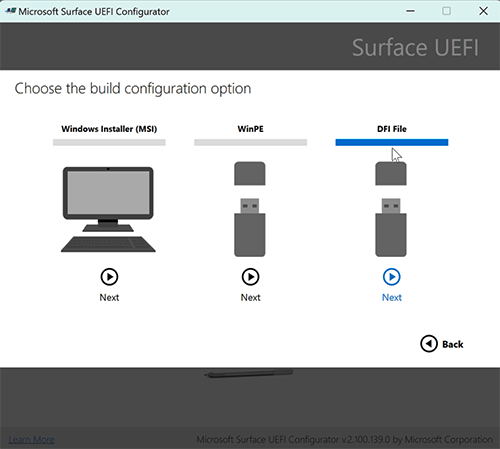 Microsoft Surface UEFI Configurator
Surface UEFI
Choose the build configuration option
Windows Installer (MSI) WinPE DFI File
Next Next Next
Back
Learn More Microsoft Surface UEFI Configurator v.2.100.139.0 by Microsoft Corporation